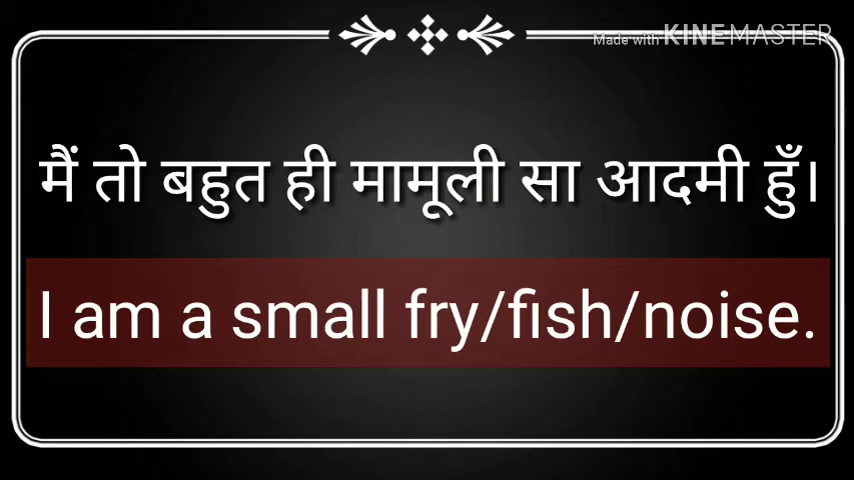 Made with KINEMASTER
मैं तो बहुत ही मामूली सा आदमी हुँ।
I am a small fry/fish/noise.